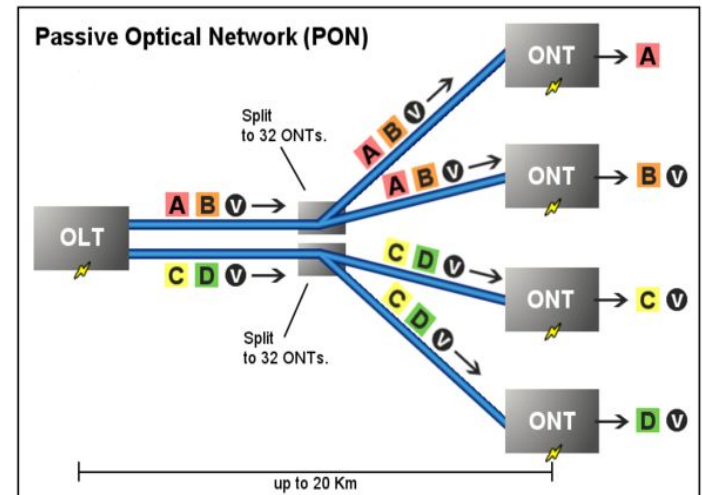 Passive Optical Network (PON)
ONT
A
Split
to 32 ONTs.
A B V
A B V
A B V
ONT
B V
OLT
C D V
C D V
C D V
ONT
C V
Split
to 32 ONTs.
ONT
D V
up to 20 Km